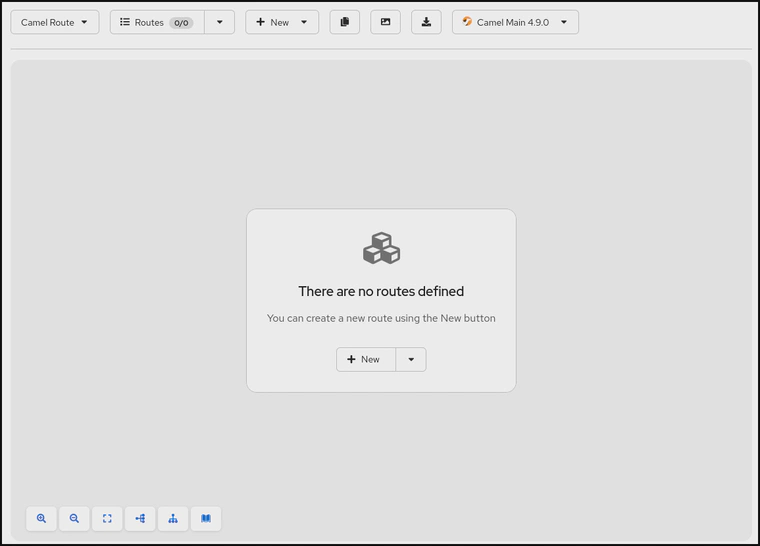 Camel Route
Routes 0/0
New
Camel Main 4.9.0
There are no routes defined
You can create a new route using the New button
New